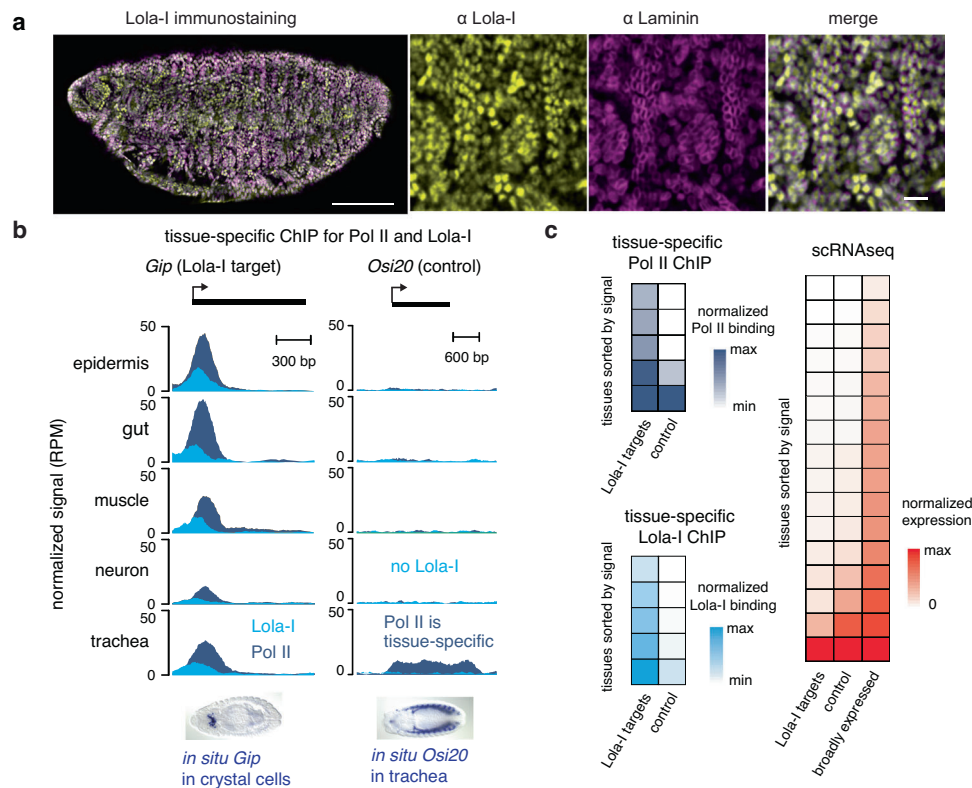 a
Lola-I immunostaining
α Lola-I
α Laminin
merge
b
tissue-specific ChIP for Pol II and Lola-I
Gip (Lola-I target)
Osi20 (control)
normalized signal (RPM)
epidermis
50
0
300 bp
50
0
600 bp
gut
50
0
50
0
muscle
50
0
50
0
neuron
50
0
50
0
no Lola-I
trachea
50
0
Lola-I
Pol II
50
0
Pol II is
tissue-specific
in situ Gip
in crystal cells
in situ Osi20
in trachea
c
tissue-specific
Pol II ChIP
tissues sorted by signal
Lola-I targets
control
normalized
Pol II binding
max
min
tissue-specific
Lola-I ChIP
tissues sorted by signal
Lola-I targets
control
normalized
Lola-I binding
max
min
scRNAseq
tissues sorted by signal
Lola-I targets
control
broadly expressed
normalized
expression
max
0